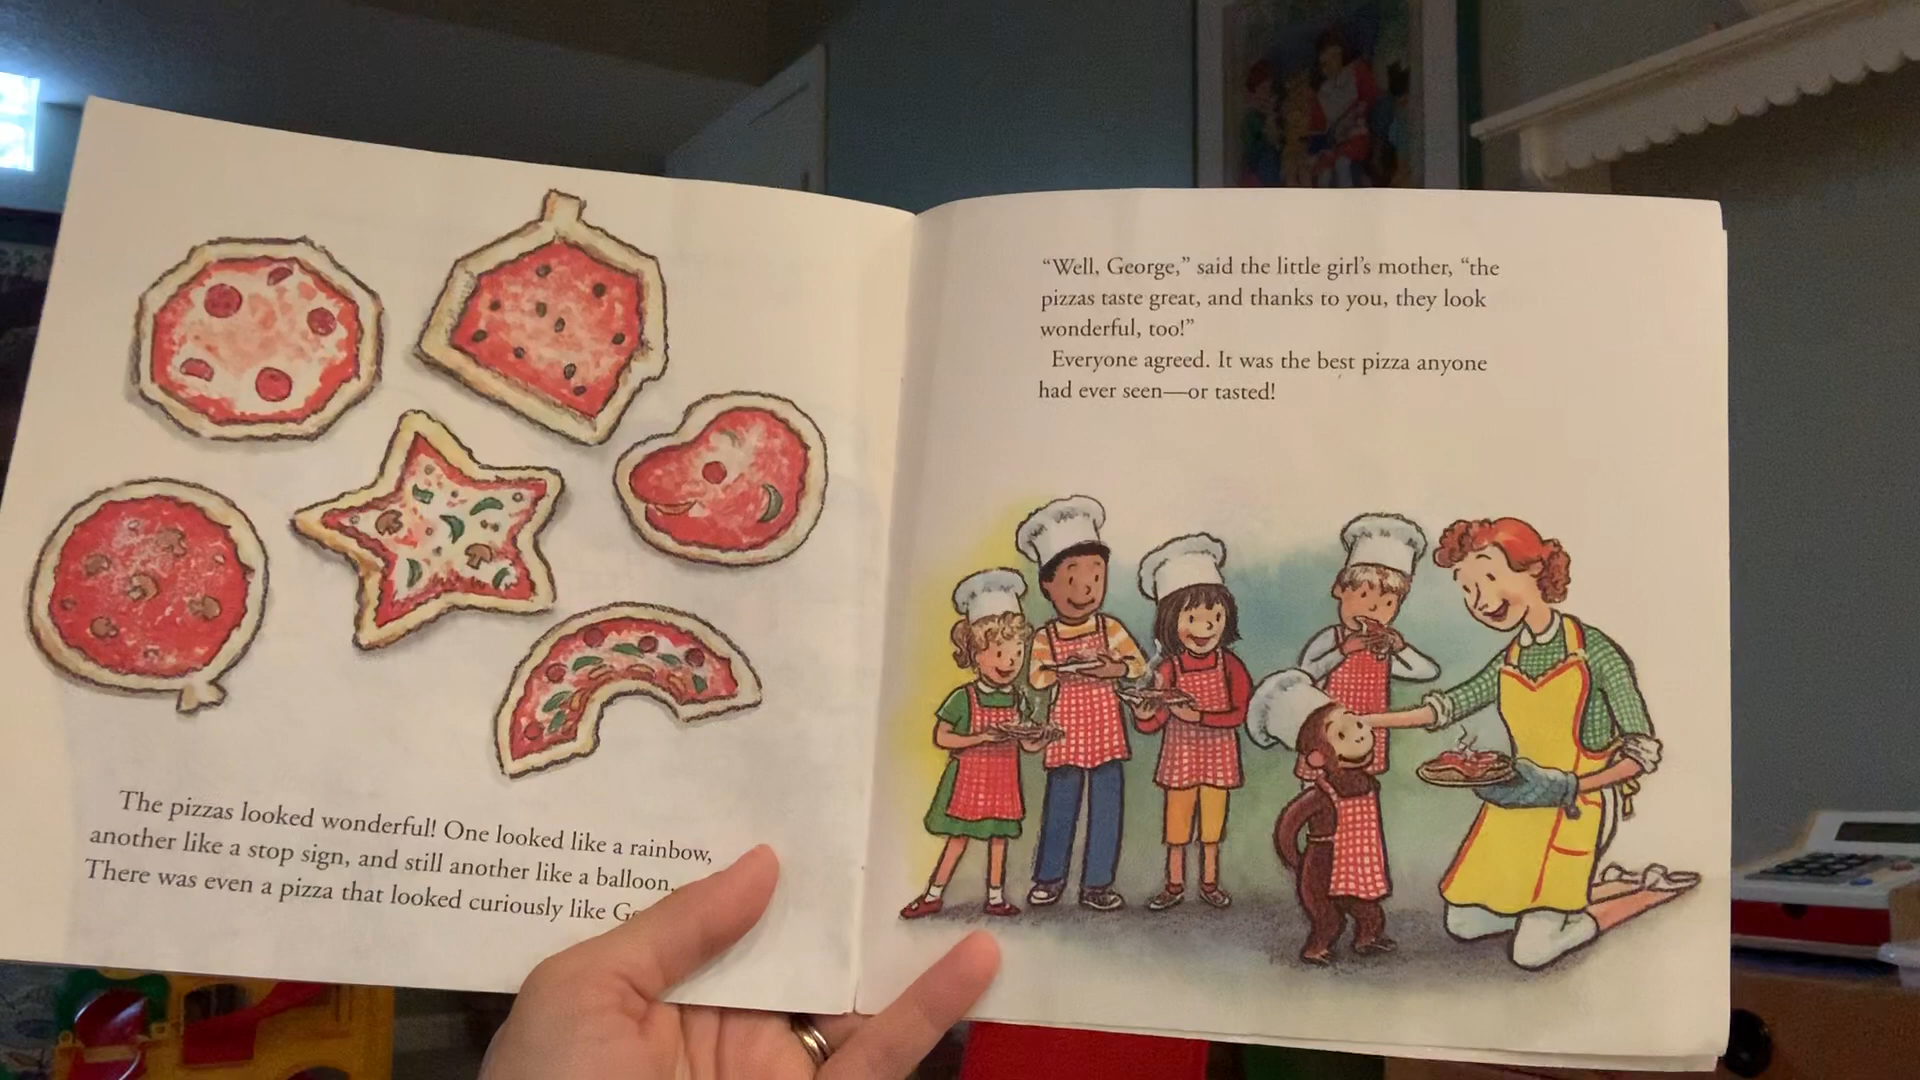 The pizzas looked wonderful! One looked like a rainbow,
another like a stop sign, and still another like a balloon.
There was even a pizza that looked curiously like
“Well, George,” said the little girl’s mother, “the
pizzas taste great, and thanks to you, they look
wonderful, too!”
Everyone agreed. It was the best pizza anyone
had ever seen—or tasted!